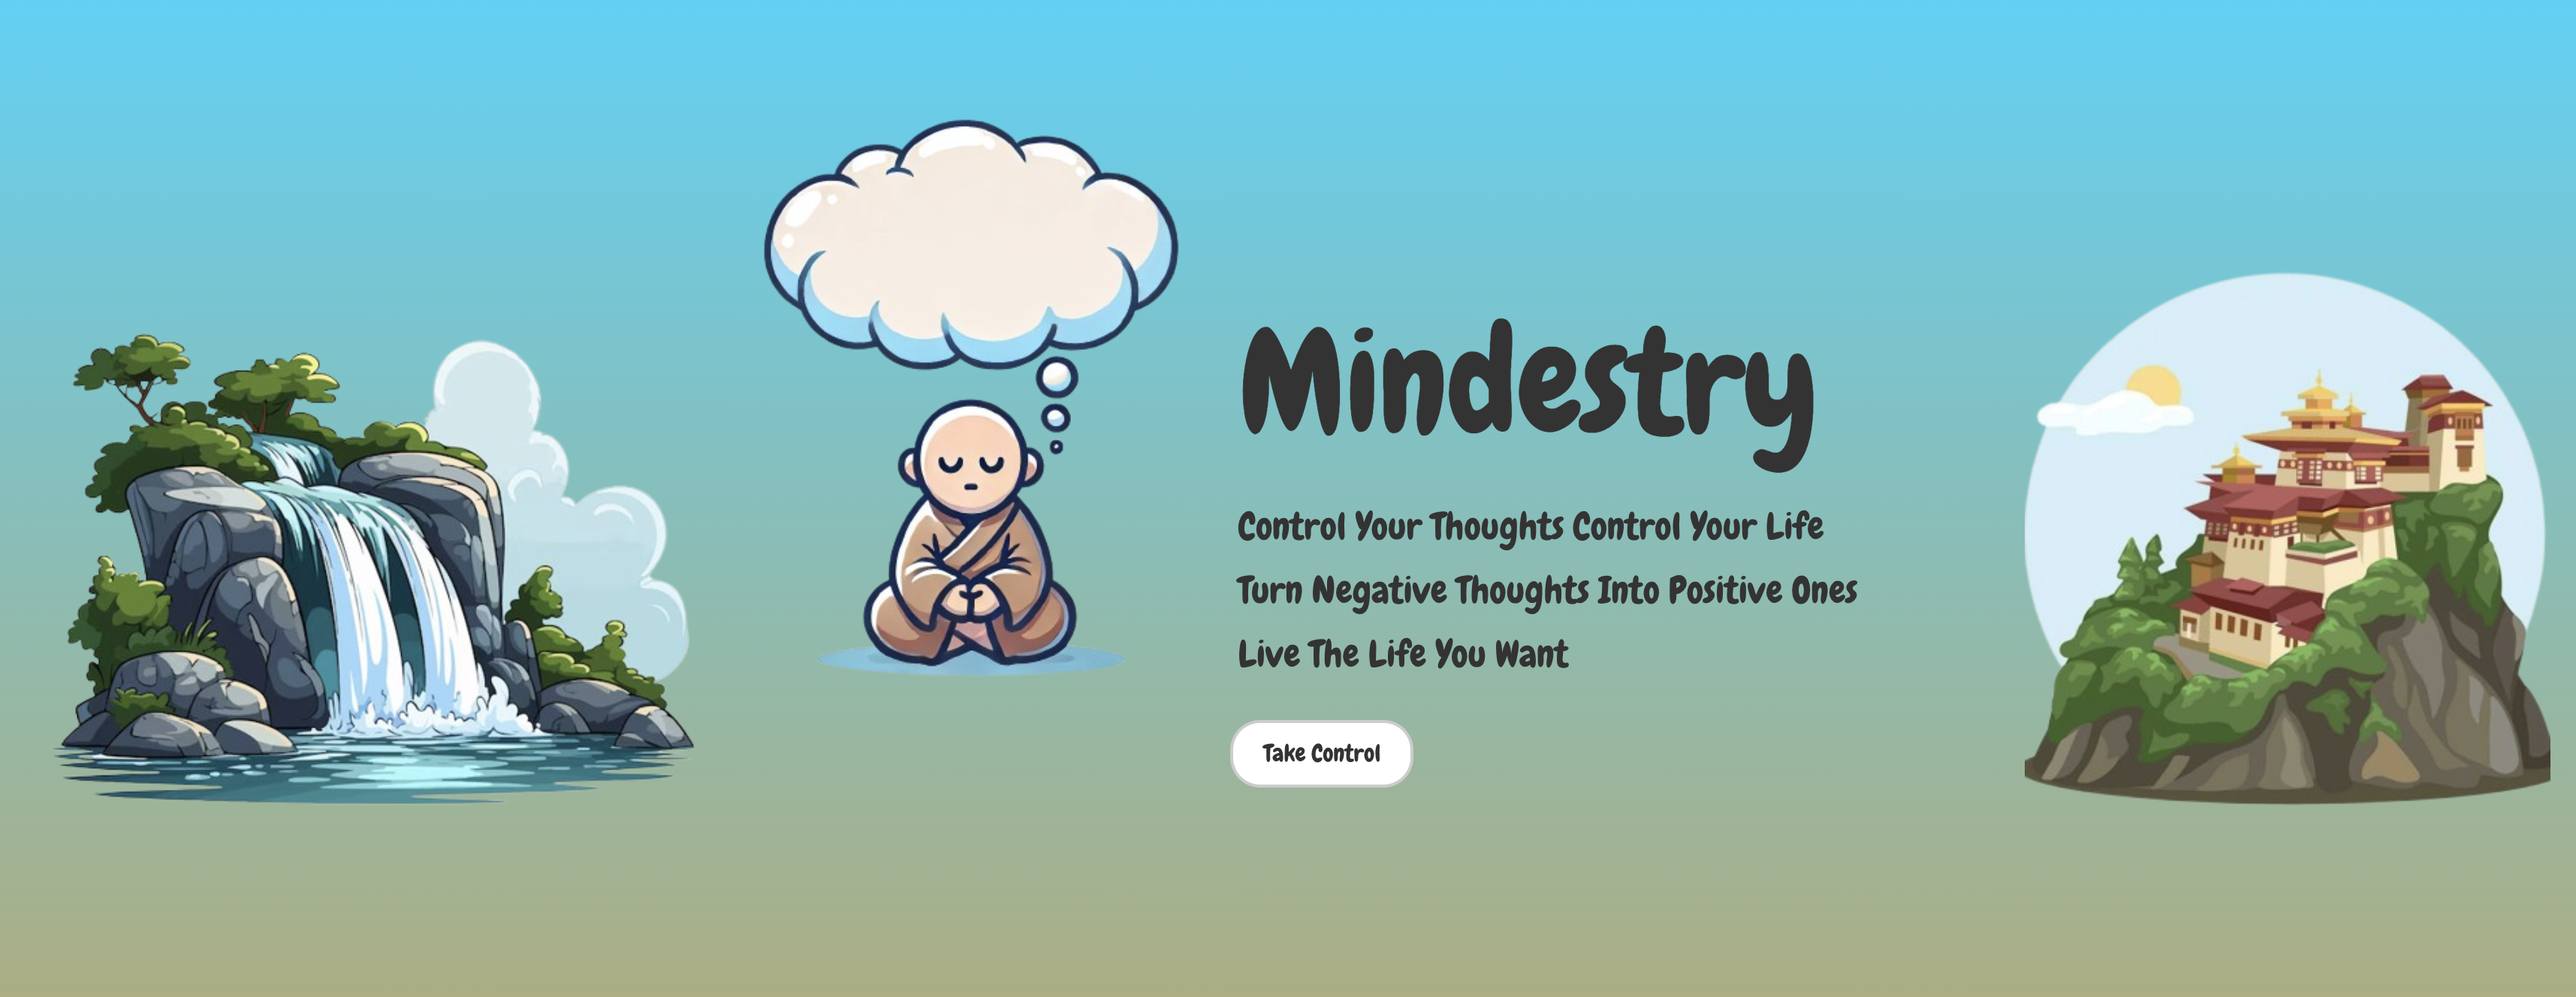 Mindestry
Control Your Thoughts Control Your Life
Turn Negative Thoughts Into Positive Ones
Live The Life You Want
Take Control